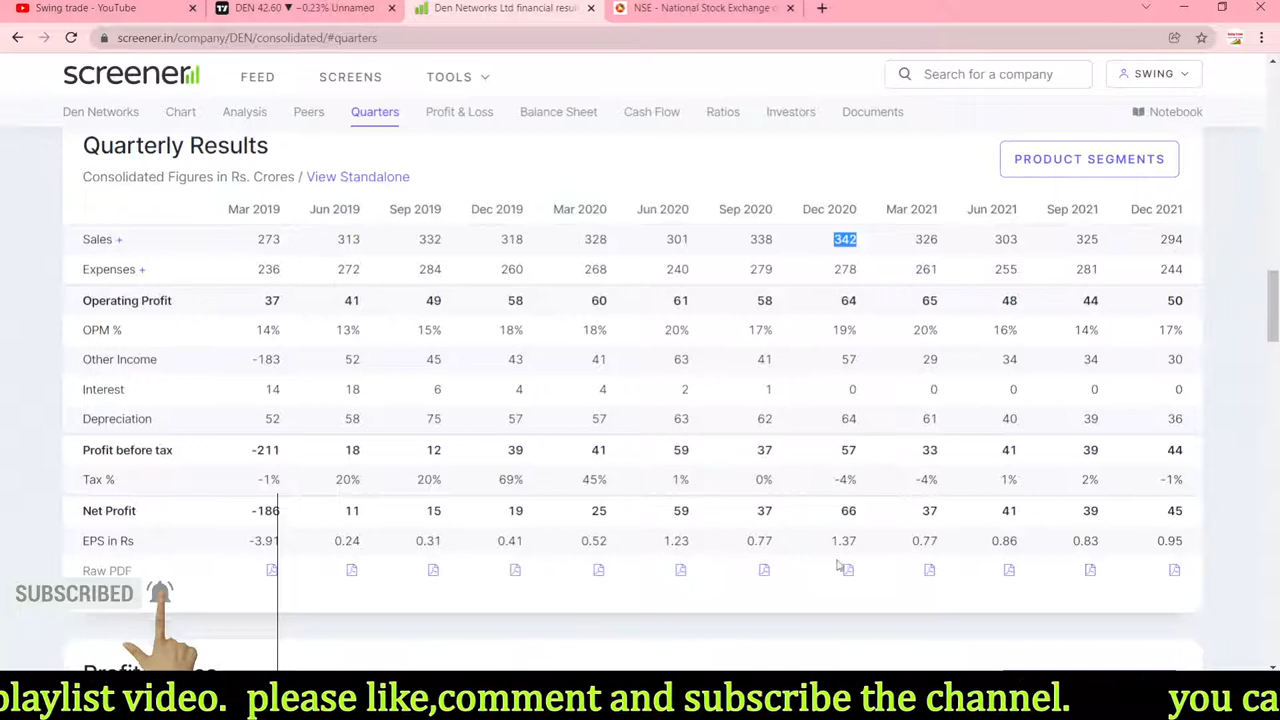 Swing trade - YouTube × DEN 42.60 ▼ −0.23% Unnamed × Den Networks Ltd financial resul × NSE - National Stock Exchange o × +
screener.in/company/DEN/consolidated/#quarters
screener FEED SCREENS TOOLS Search for a company SWING
Den Networks Chart Analysis Peers Quarters Profit & Loss Balance Sheet Cash Flow Ratios Investors Documents Notebook
Quarterly Results
PRODUCT SEGMENTS
Consolidated Figures in Rs. Crores / View Standalone
Mar 2019 Jun 2019 Sep 2019 Dec 2019 Mar 2020 Jun 2020 Sep 2020 Dec 2020 Mar 2021 Jun 2021 Sep 2021 Dec 2021
Sales + 273 313 332 318 328 301 338 342 326 303 325 294
Expenses + 236 272 284 260 268 240 279 278 261 255 281 244
Operating Profit 37 41 49 58 60 61 58 64 65 48 44 50
OPM % 14% 13% 15% 18% 18% 20% 17% 19% 20% 16% 14% 17%
Other Income -183 52 45 43 41 63 41 57 29 34 34 30
Interest 14 18 6 4 4 2 1 0 0 0 0 0
Depreciation 52 58 75 57 57 63 62 64 61 40 39 36
Profit before tax -211 18 12 39 41 59 37 57 33 41 39 44
Tax % -1% 20% 20% 69% 45% 1% 0% -4% -4% 1% 2% -1%
Net Profit -186 11 15 19 25 59 37 66 37 41 39 45
EPS in Rs -3.91 0.24 0.31 0.41 0.52 1.23 0.77 1.37 0.77 0.86 0.83 0.95
Raw PDF
SUBSCRIBED
playlist video. please like,comment and subscribe the channel. you ca